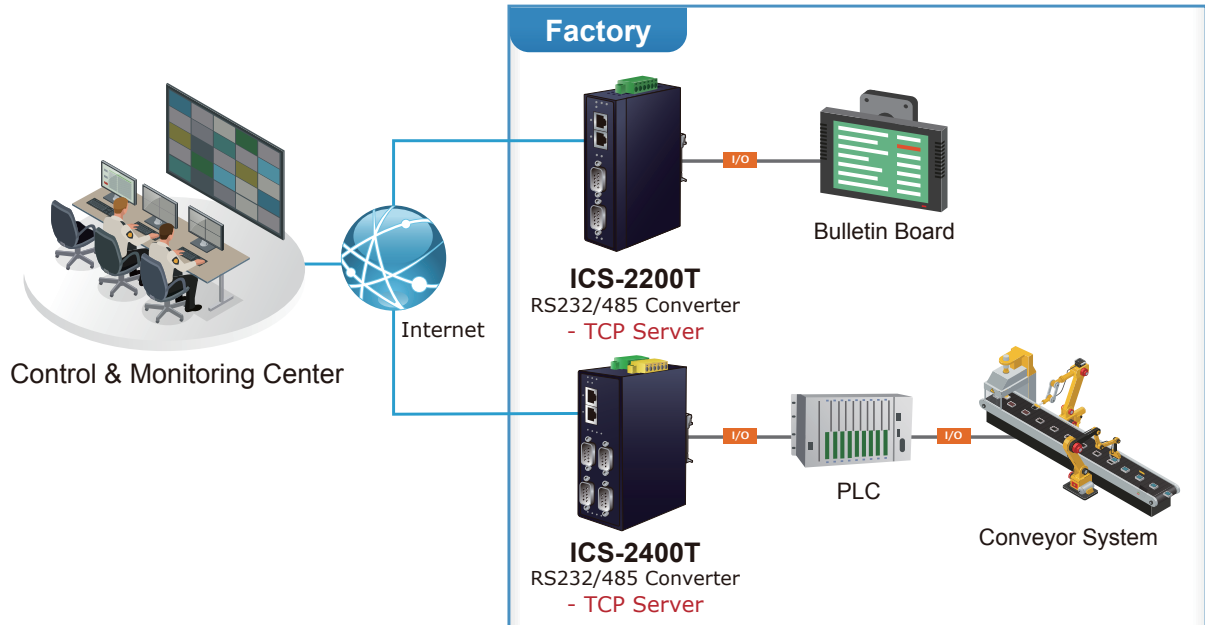 Factory
I/O
Bulletin Board
ICS-2200T
RS232/485 Converter
- TCP Server
Internet
Control & Monitoring Center
I/O
I/O
PLC
Conveyor System
ICS-2400T
RS232/485 Converter
- TCP Server